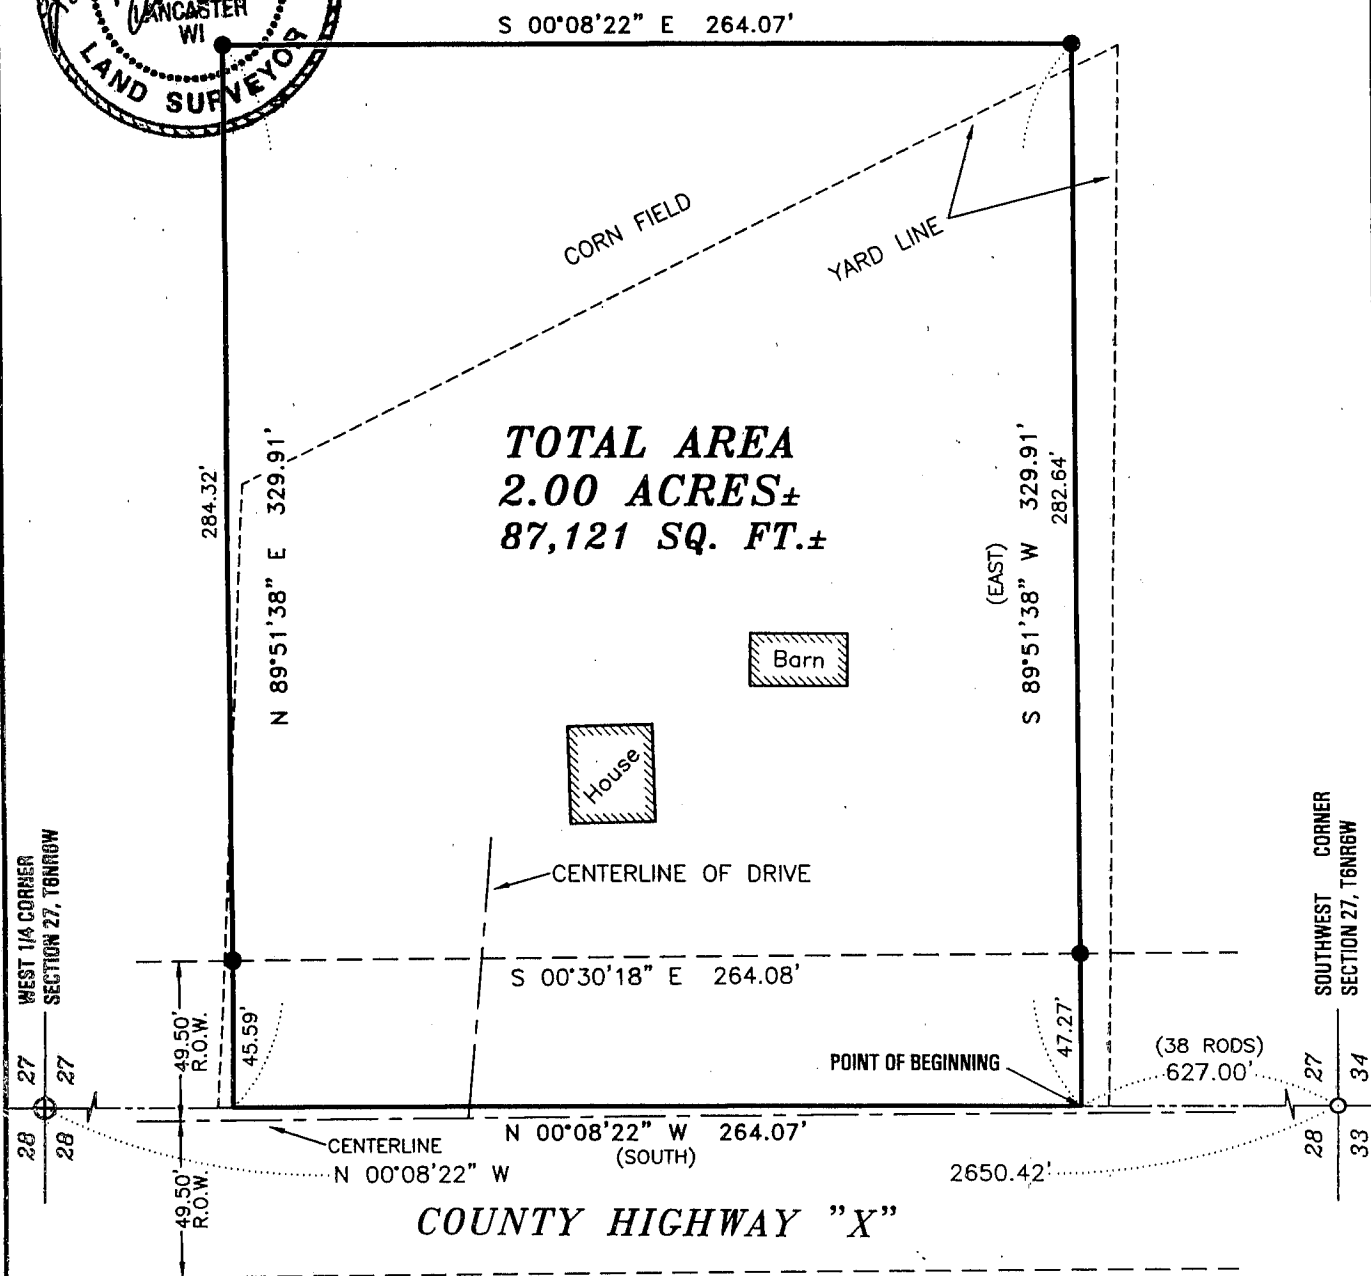 LANCASTER
WI
LAND SURVEYOR
S 00°08'22" E 264.07'
CORN FIELD
YARD LINE
TOTAL AREA
2.00 ACRES±
87,121 SQ. FT.±
284.32'
N 89°51'38" E 329.91'
(EAST)
S 89°51'38" W 329.91'
282.64'
Barn
House
CENTERLINE OF DRIVE
WEST 1/4 CORNER
SECTION 27, T6NR6W
SOUTHWEST CORNER
SECTION 27, T6NR6W
S 00°30'18" E 264.08'
49.50'
R.O.W.
45.59'
47.27'
POINT OF BEGINNING
(38 RODS)
627.00'
27 27
28 28
27 34
28 33
CENTERLINE
N 00°08'22" W 264.07'
(SOUTH)
N 00°08'22" W
2650.42'
49.50'
R.O.W.
COUNTY HIGHWAY "X"